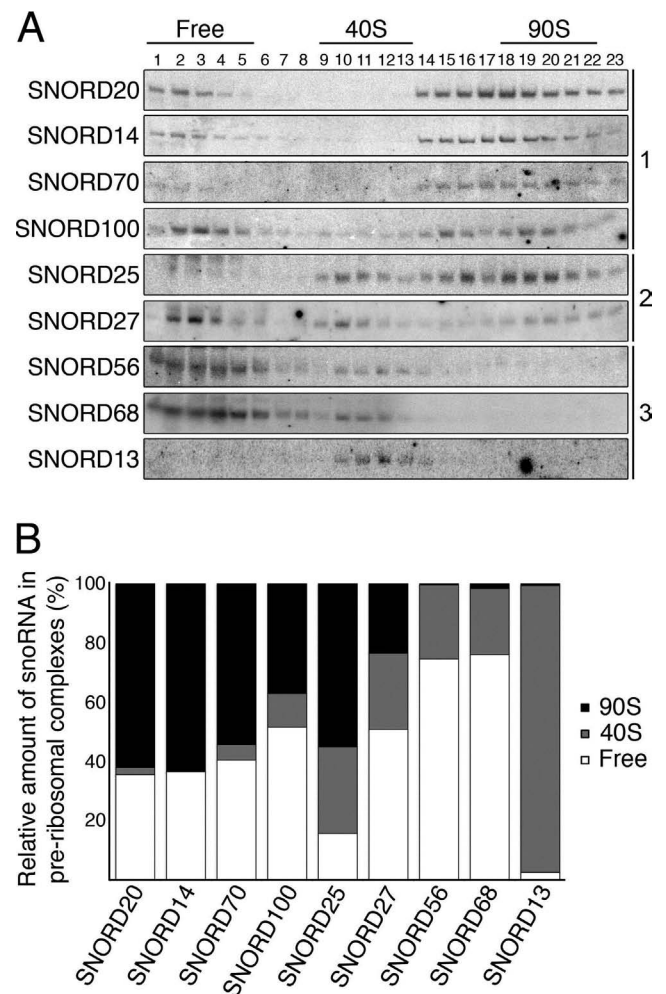 A
Free 40S 90S
1 2 3 4 5 6 7 8 9 10 11 12 13 14 15 16 17 18 19 20 21 22 23
SNORD20
SNORD14
SNORD70
SNORD100
1
SNORD25
SNORD27
2
SNORD56
SNORD68
SNORD13
3
B
Relative amount of snoRNA in
pre-ribosomal complexes (%)
100
80
60
40
20
90S
40S
Free
SNORD20 SNORD14 SNORD70 SNORD100 SNORD25 SNORD27 SNORD56 SNORD68 SNORD13